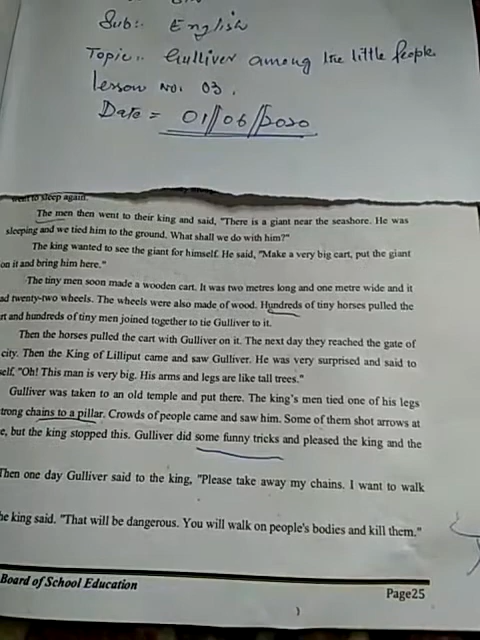 Sub:- English
Topic:- Gulliver among the little People.
lesson No. 03.
Date = 01/06/2020
went to sleep again.
The men then went to their king and said, "There is a giant near the seashore. He was
sleeping and we tied him to the ground. What shall we do with him?"
The king wanted to see the giant for himself. He said, "Make a very big cart, put the giant
on it and bring him here."
The tiny men soon made a wooden cart. It was two metres long and one metre wide and it
ad twenty-two wheels. The wheels were also made of wood. Hundreds of tiny horses pulled the
rt and hundreds of tiny men joined together to tie Gulliver to it.
Then the horses pulled the cart with Gulliver on it. The next day they reached the gate of
city. Then the King of Lilliput came and saw Gulliver. He was very surprised and said to
self, "Oh! This man is very big. His arms and legs are like tall trees."
Gulliver was taken to an old temple and put there. The king's men tied one of his legs
trong chains to a pillar. Crowds of people came and saw him. Some of them shot arrows at
e, but the king stopped this. Gulliver did some funny tricks and pleased the king and the
Then one day Gulliver said to the king, "Please take away my chains. I want to walk
he king said. "That will be dangerous. You will walk on people's bodies and kill them."
Board of School Education
Page25